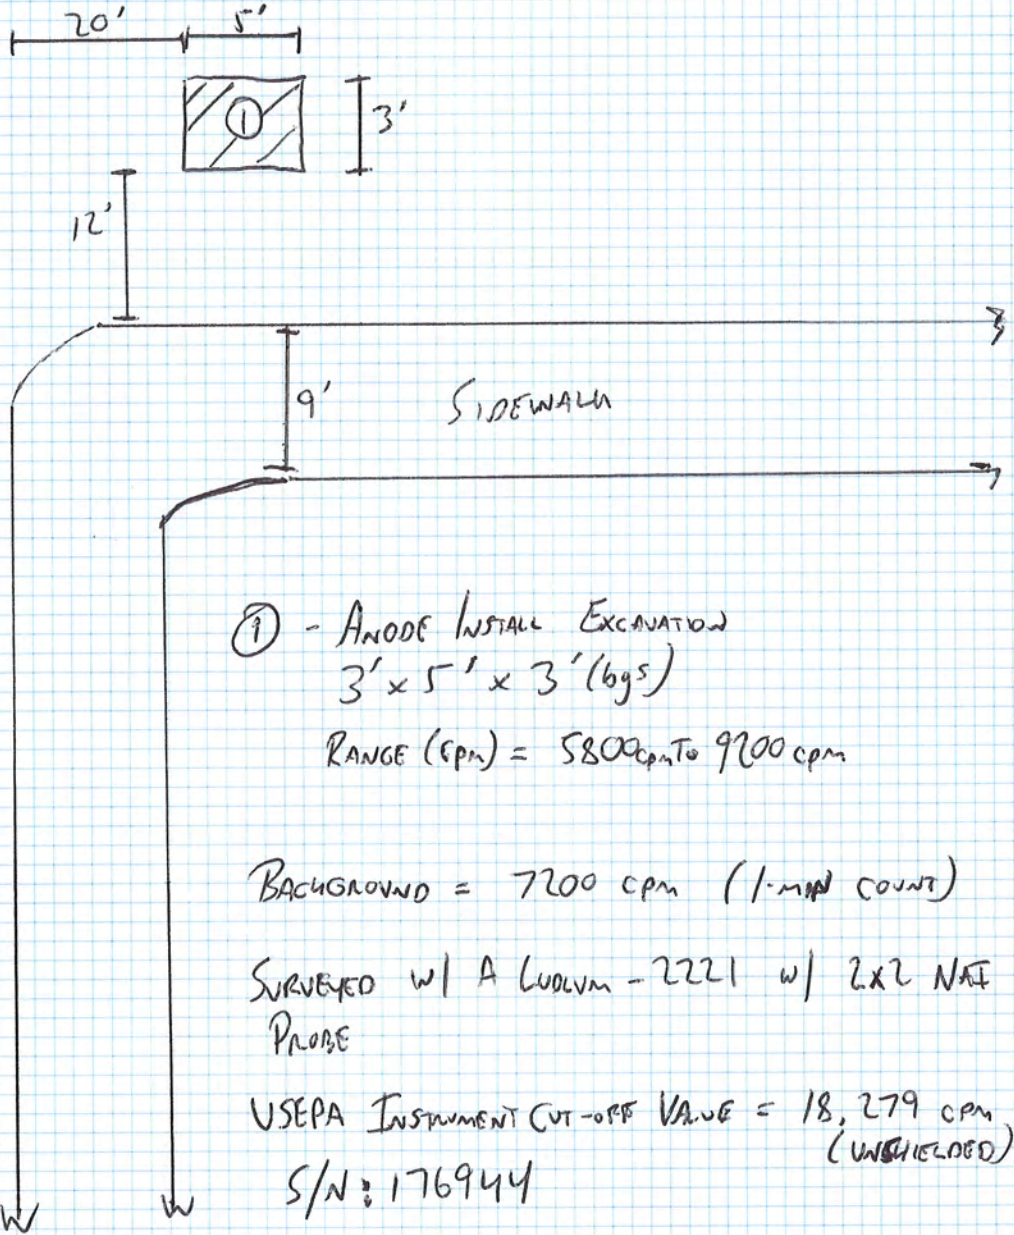 20' 5'
① 3'
12'
9' SIDEWALK
① - ANODE INSTALL EXCAVATION
3' x 5' x 3' (bgs)
RANGE (cpm) = 5800cpm TO 9200 cpm
BACKGROUND = 7200 cpm (1-MIN COUNT)
SURVEYED W/ A LUDLUM - 2221 W/ 2x2 NAI
PROBE
USEPA INSTRUMENT CUT-OFF VALUE = 18,279 cpm
(UNSHIELDED)
S/N: 176944